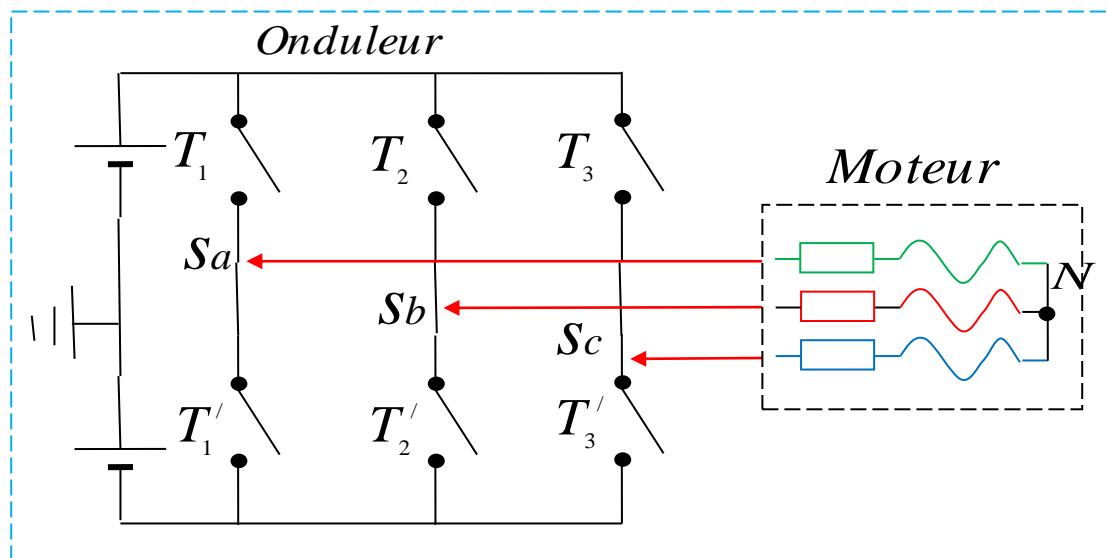 Onduleur
T1
T2
T3
Moteur
Sa
Sb
Sc
N
T1/
T2/
T3/